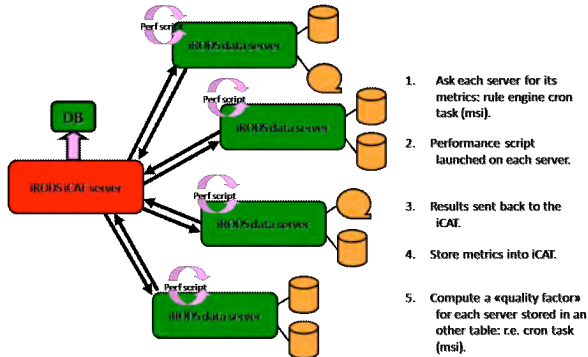 Perf script
iRODS data server
Perf script
iRODS data server
DB
iRODS iCAT server
Perf script
iRODS data server
Perf script
iRODS data server
1. Ask each server for its
metrics: rule engine cron
task (msi).
2. Performance script
launched on each server.
3. Results sent back to the
iCAT.
4. Store metrics into iCAT.
5. Compute a «quality factor»
for each server stored in an
other table: r.e. cron task
(msi).